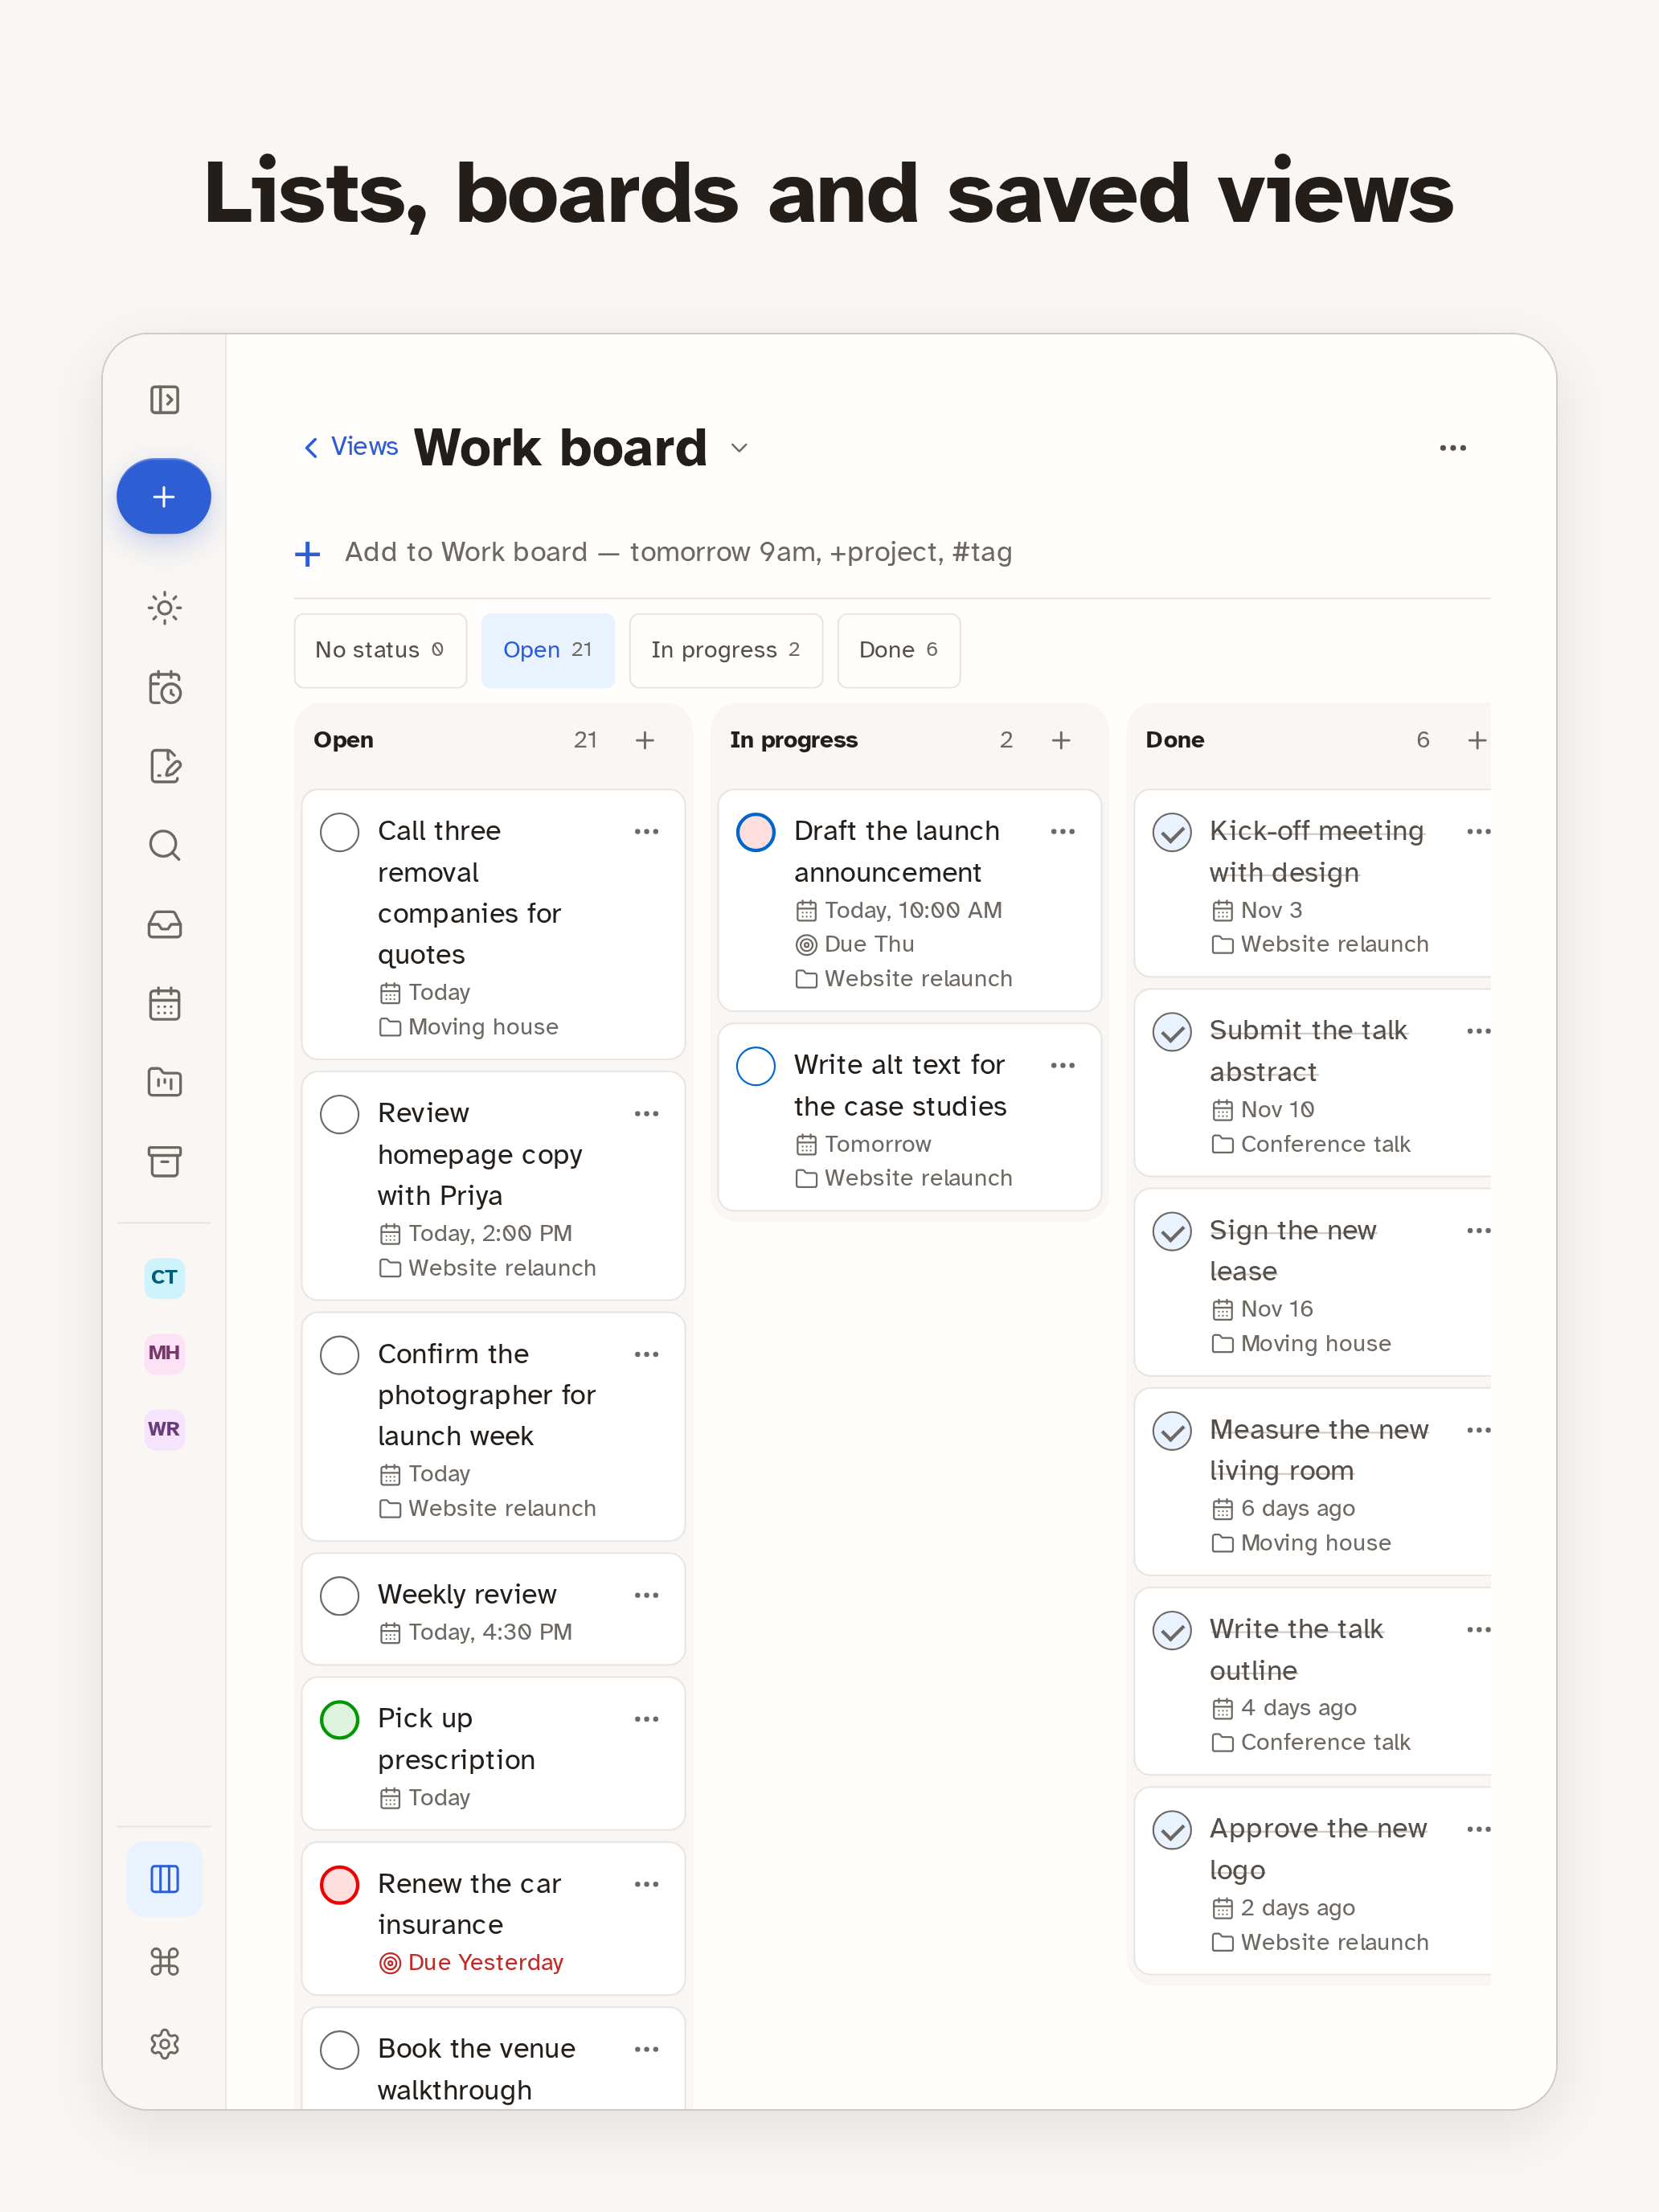 Lists, boards and saved views
Views
Work board
Add to Work board — tomorrow 9am, +project, #tag
No status 0
Open 21
In progress 2
Done 6
Open 21
Call three
removal
companies for
quotes
Today
Moving house
Review
homepage copy
with Priya
Today, 2:00 PM
Website relaunch
Confirm the
photographer for
launch week
Today
Website relaunch
Weekly review
Today, 4:30 PM
Pick up
prescription
Today
Renew the car
insurance
Due Yesterday
Book the venue
walkthrough
In progress 2
Draft the launch
announcement
Today, 10:00 AM
Due Thu
Website relaunch
Write alt text for
the case studies
Tomorrow
Website relaunch
Done 6
Kick-off meeting
with design
Nov 3
Website relaunch
Submit the talk
abstract
Nov 10
Conference talk
Sign the new
lease
Nov 16
Moving house
Measure the new
living room
6 days ago
Moving house
Write the talk
outline
4 days ago
Conference talk
Approve the new
logo
2 days ago
Website relaunch
CT
MH
WR